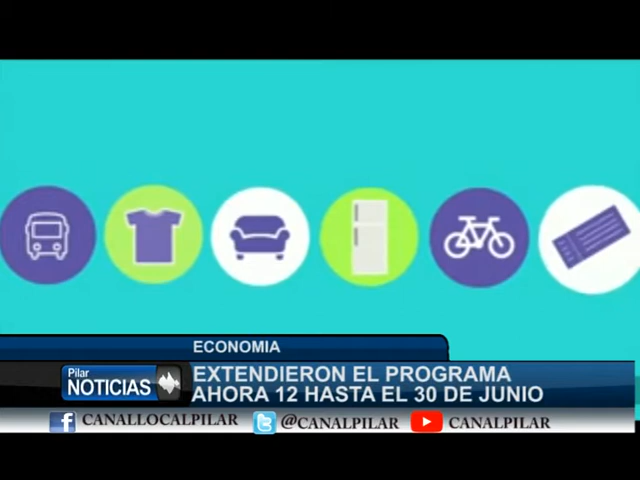 ECONOMIA
Pilar
NOTICIAS
EXTENDIERON EL PROGRAMA
AHORA 12 HASTA EL 30 DE JUNIO
CANALLOCALPILAR
@CANALPILAR
CANALPILAR